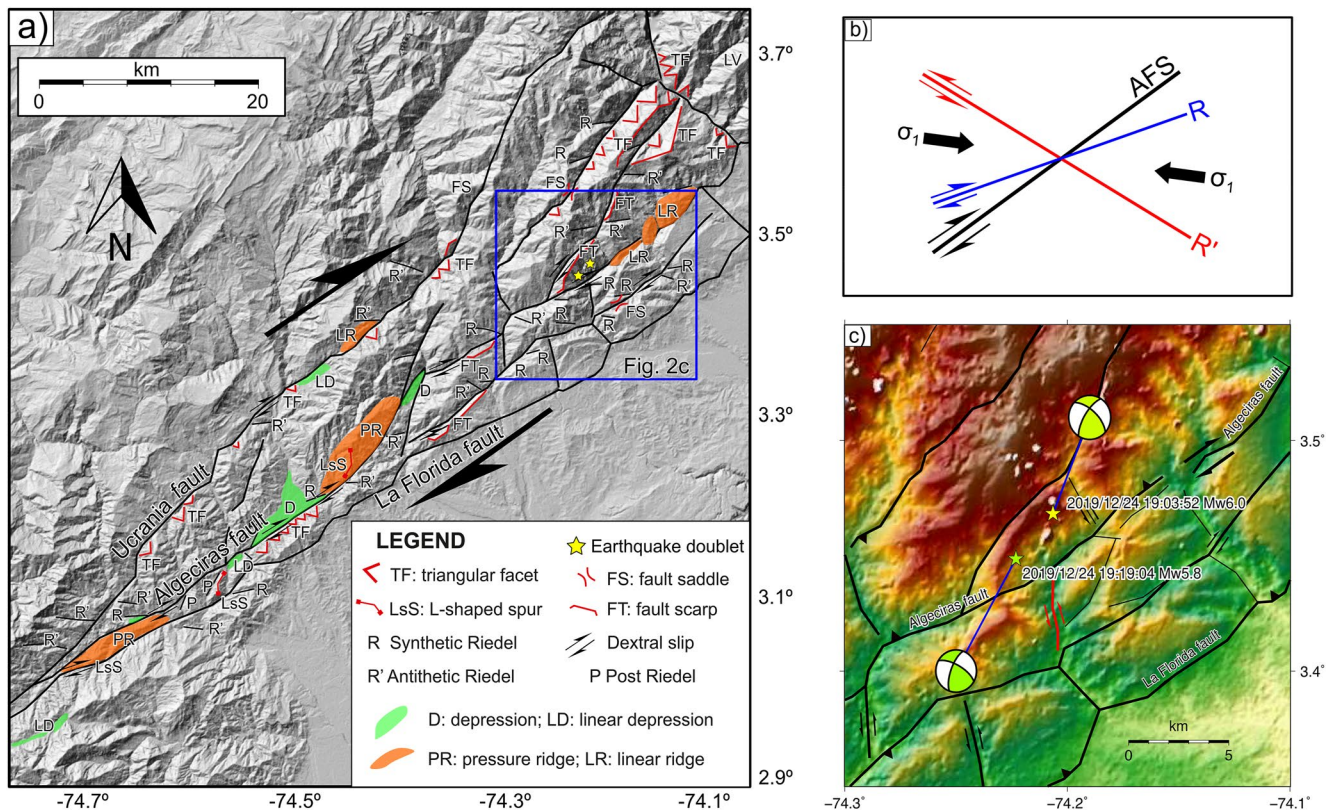 a)
km
0 20
N
3.7º
3.5º
3.3º
3.1º
2.9º
−74.7º −74.5º −74.3º −74.1º
TF
LV
R
TF
TF
R
TF
R'
FS
FS
FT
LR
R'
R'
FT
LR
R'
TF
R
R
R'
FS
R
R'
R
R
R
LR
Fig. 2c
FT
R
LD
D
R'
TF
R'
PR
R'
FT
LsS
R'
R
D
La Florida fault
Ucrania fault
TF
TF
Algeciras fault
TF
LD
P
R
P
LsS
R'
R'
R
R
R'
PR
R'
LsS
LD
LEGEND
TF: triangular facet
LsS: L-shaped spur
R Synthetic Riedel
R' Antithetic Riedel
Earthquake doublet
FS: fault saddle
FT: fault scarp
Dextral slip
P Post Riedel
D: depression; LD: linear depression
PR: pressure ridge; LR: linear ridge
b)
AFS
R
σ1
σ1
R'
c)
Algeciras fault
3.5º
2019/12/24 19:03:52 Mw6.0
2019/12/24 19:19:04 Mw5.8
Algeciras fault
La Florida fault
3.4º
km
0 5
−74.3º −74.2º −74.1º